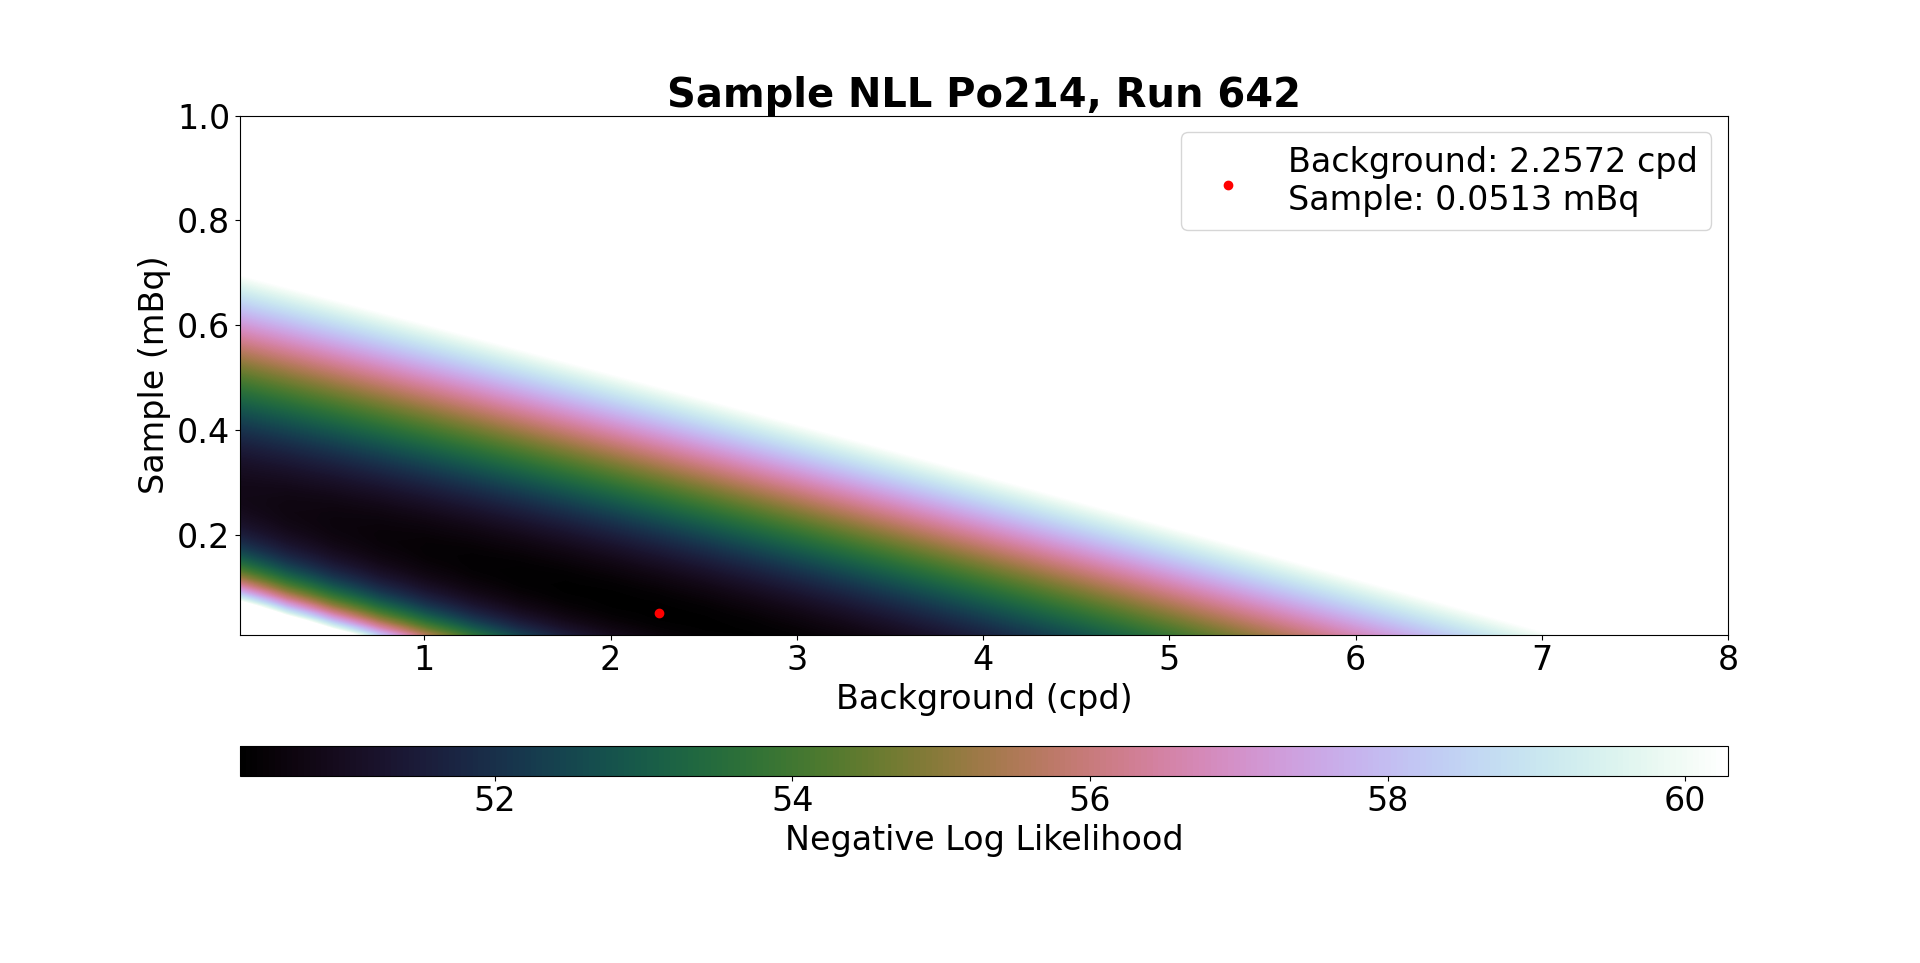 Sample NLL Po214, Run 642
Background: 2.2572 cpd
Sample: 0.0513 mBq
Sample (mBq)
1.0
0.8
0.6
0.4
0.2
1 2 3 4 5 6 7 8
Background (cpd)
52 54 56 58 60
Negative Log Likelihood